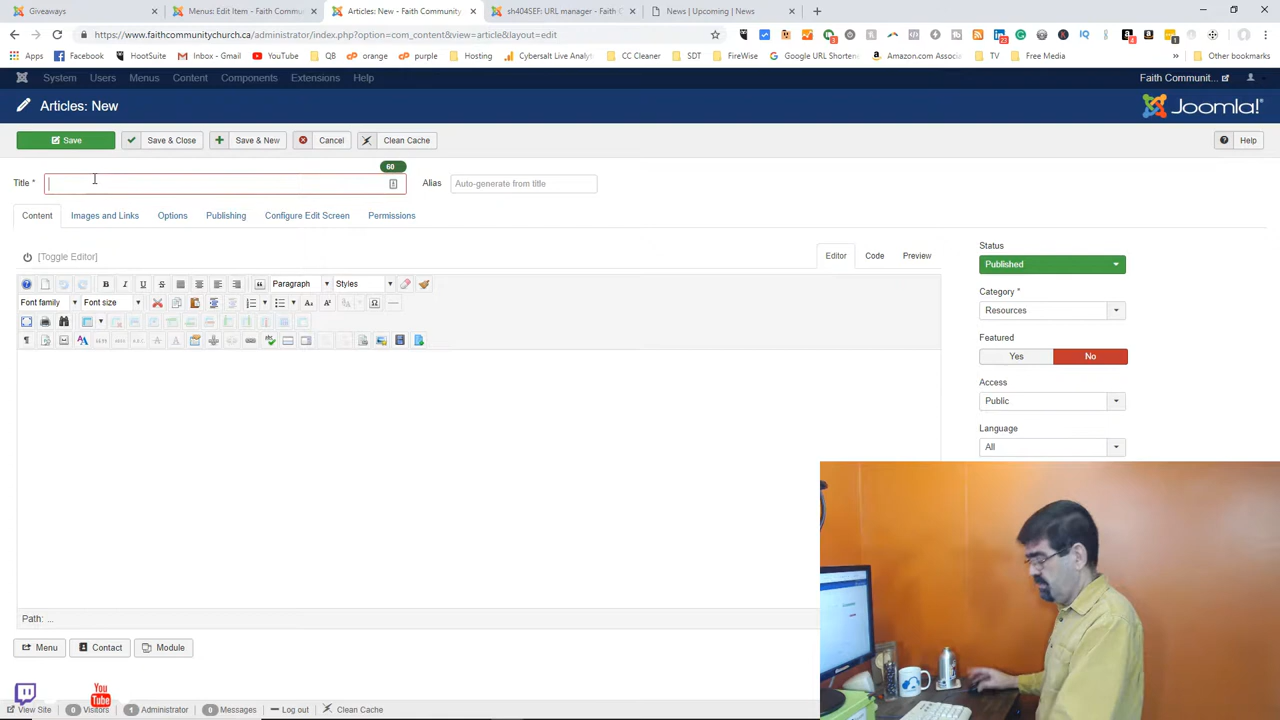 Giveaways
Menus: Edit Item - Faith Commu
Articles: New - Faith Community
sh404SEF: URL manager - Faith C
News | Upcoming | News
https://www.faithcommunitychurch.ca/administrator/index.php?option=com_content&view=article&layout=edit
Apps
Facebook
HootSuite
Inbox - Gmail
YouTube
QB
orange
purple
Hosting
Cybersalt Live Analy
CC Cleaner
SDT
FireWise
Google URL Shortene
Amazon.com Associ
TV
Free Media
»
Other bookmarks
System Users Menus Content Components Extensions Help
Faith Communit...
Articles: New
Joomla!®
Save
Save & Close
Save & New
Cancel
Clean Cache
Help
60
Title *
Alias
Auto-generate from title
Content
Images and Links
Options
Publishing
Configure Edit Screen
Permissions
[Toggle Editor]
Editor
Code
Preview
Paragraph
Styles
Font family
Font size
Path: ...
Status
Published
Category *
Resources
Featured
Yes
No
Access
Public
Language
All
Menu
Contact
Module
You
Tube
View Site
0 Visitors
1 Administrator
0 Messages
Log out
Clean Cache